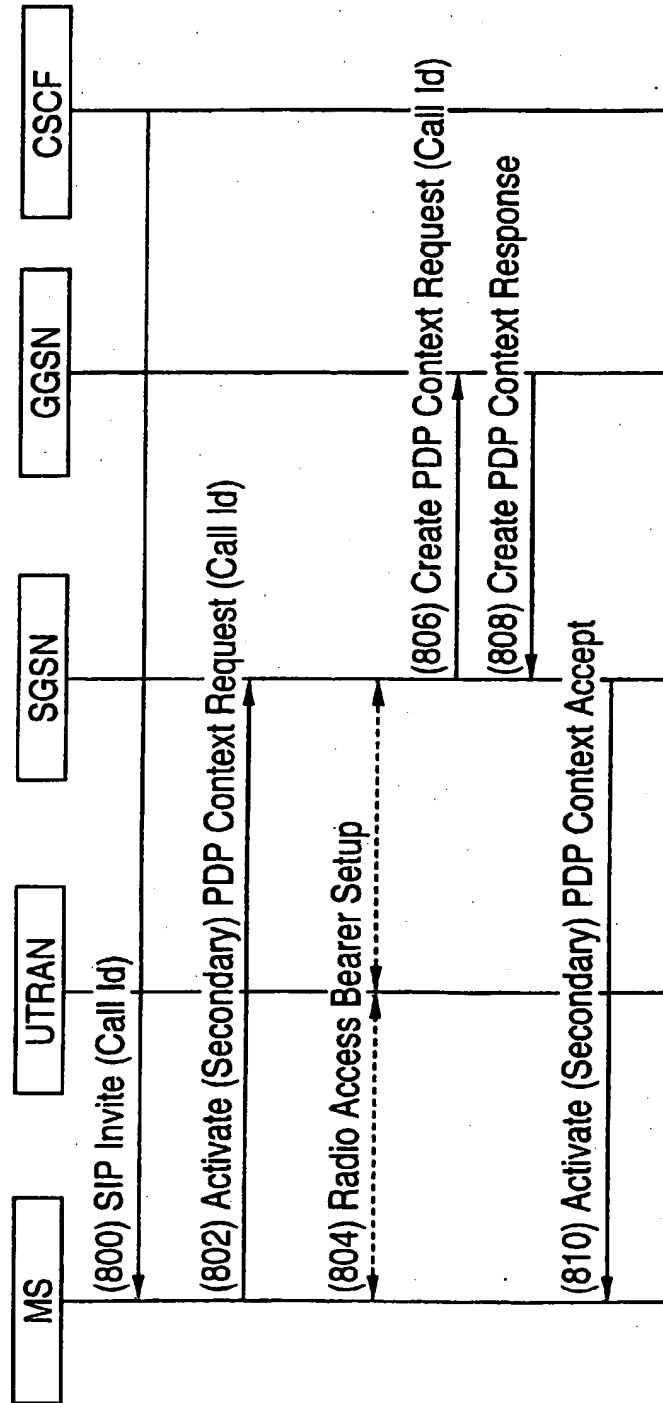 MS
UTRAN
SGSN
GGSN
CSCF
(800) SIP Invite (Call Id)
(802) Activate (Secondary) PDP Context Request (Call Id)
(804) Radio Access Bearer Setup
(806) Create PDP Context Request (Call Id)
(808) Create PDP Context Response
(810) Activate (Secondary) PDP Context Accept